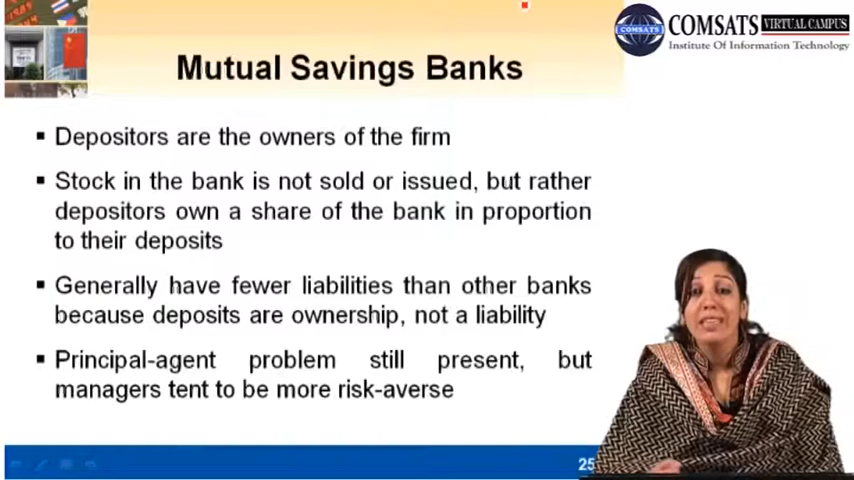 COMSATS
COMSATS VIRTUAL CAMPUS
Institute Of Information Technology
Mutual Savings Banks
▪ Depositors are the owners of the firm
▪ Stock in the bank is not sold or issued, but rather
depositors own a share of the bank in proportion
to their deposits
▪ Generally have fewer liabilities than other banks
because deposits are ownership, not a liability
▪ Principal-agent problem still present, but
managers tent to be more risk-averse
25